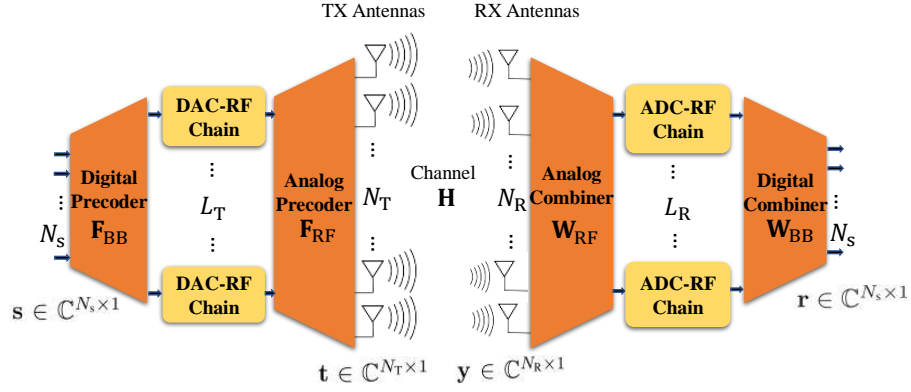 TX Antennas
RX Antennas
DAC-RF
Chain
ADC-RF
Chain
Digital
Precoder
𝐅_BB
N_s
⋮
L_T
⋮
Analog
Precoder
𝐅_RF
⋮
N_T
⋮
Channel
𝐇
⋮
N_R
⋮
Analog
Combiner
𝐖_RF
⋮
L_R
⋮
Digital
Combiner
𝐖_BB
⋮
N_s
DAC-RF
Chain
ADC-RF
Chain
𝐬 ∈ ℂ^{N_s×1}
𝐭 ∈ ℂ^{N_T×1}
𝐲 ∈ ℂ^{N_R×1}
𝐫 ∈ ℂ^{N_s×1}